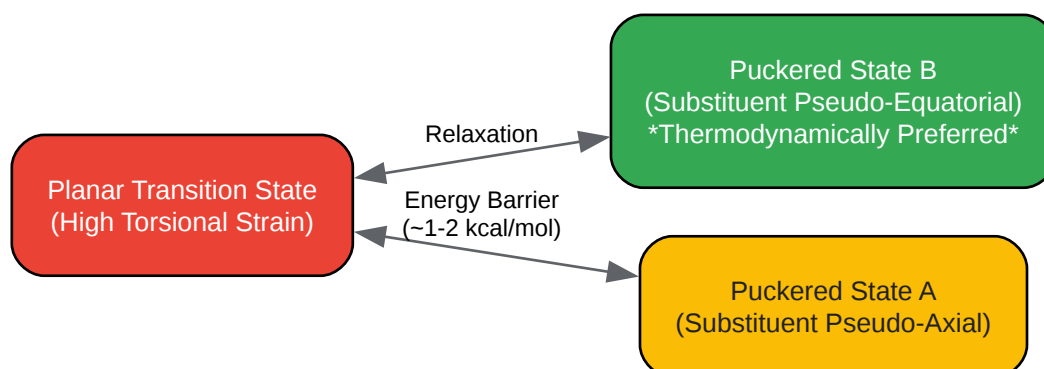 Puckered State B
(Substituent Pseudo-Equatorial)
*Thermodynamically Preferred*
Relaxation
Planar Transition State
(High Torsional Strain)
Energy Barrier
(~1-2 kcal/mol)
Puckered State A
(Substituent Pseudo-Axial)